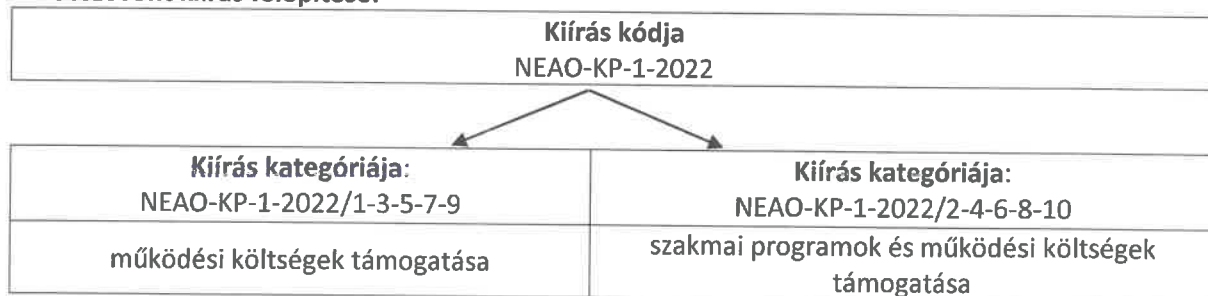 Kiírás kódja
NEAO-KP-1-2022
Kiírás kategóriája:
NEAO-KP-1-2022/1-3-5-7-9
működési költségek támogatása
Kiírás kategóriája:
NEAO-KP-1-2022/2-4-6-8-10
szakmai programok és működési költségek
támogatása